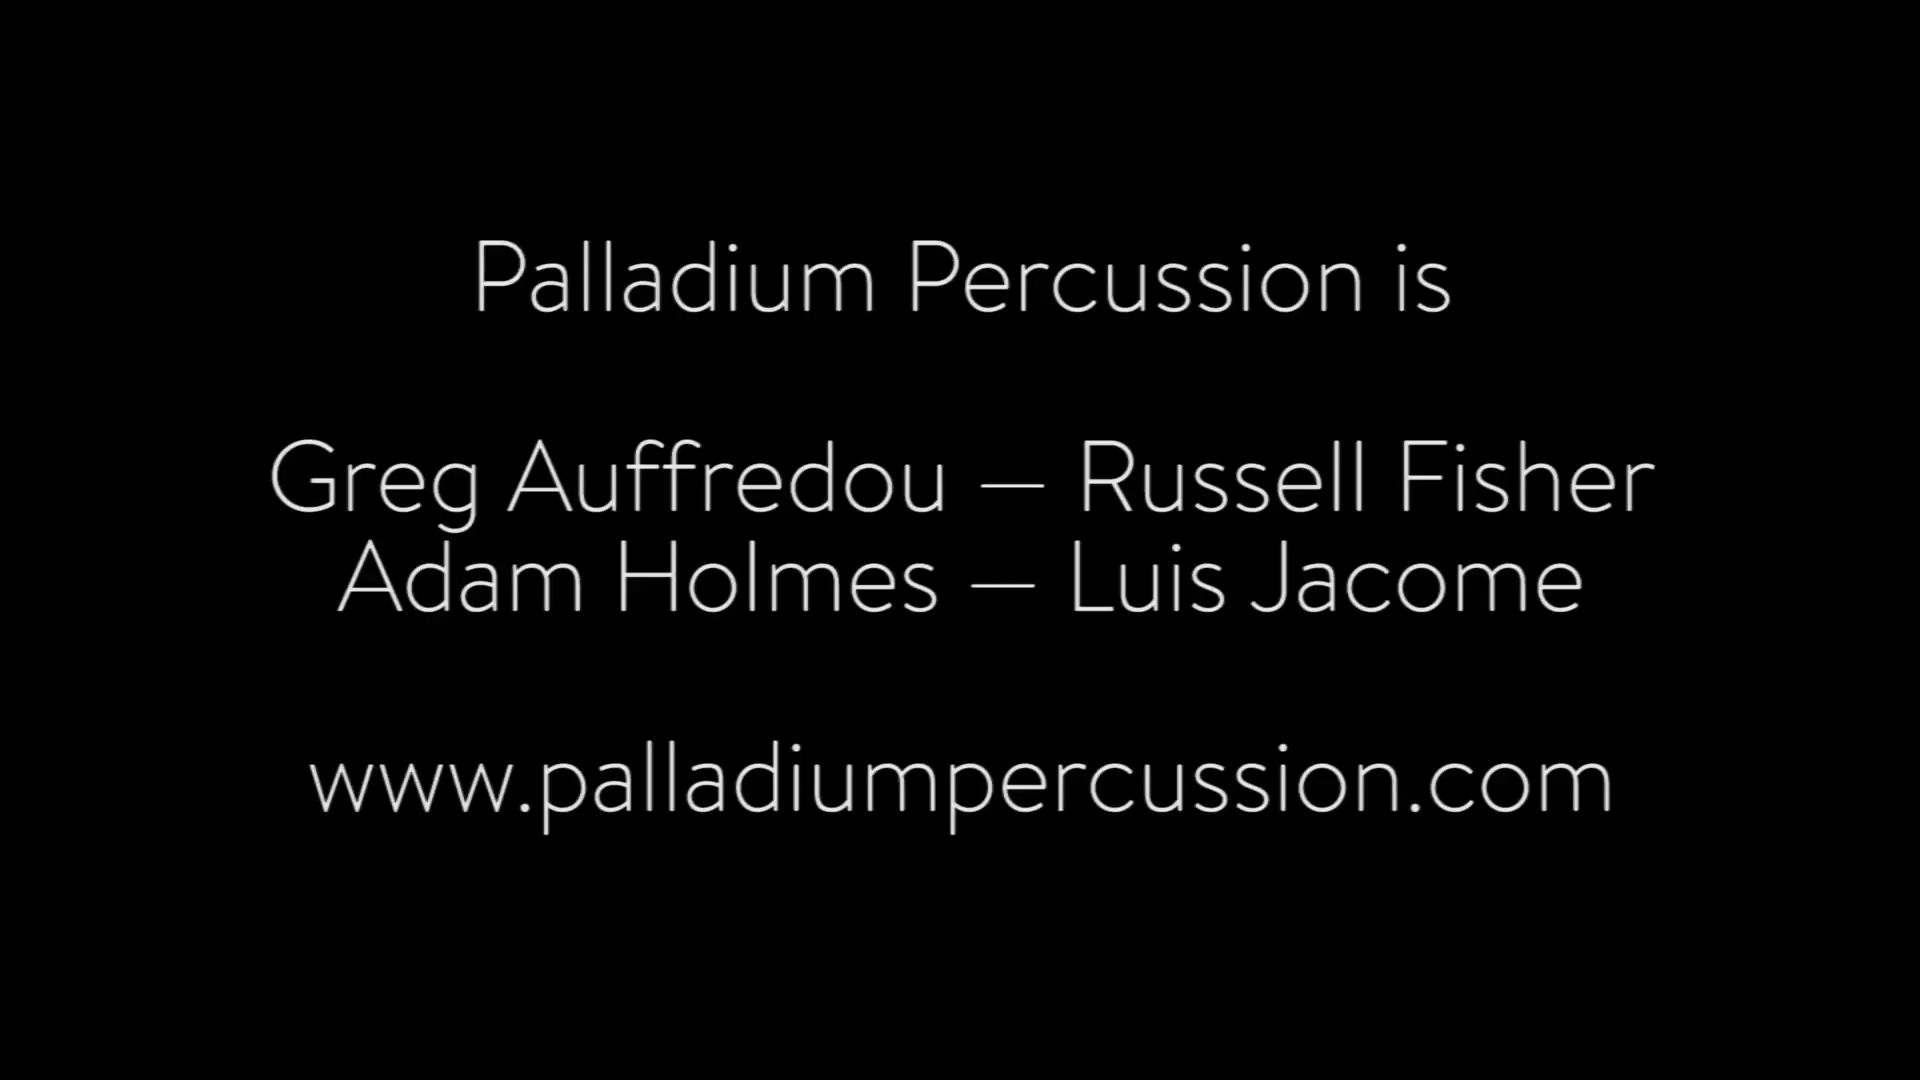 Palladium Percussion is
Greg Auffredou – Russell Fisher
Adam Holmes – Luis Jacome
www.palladiumpercussion.com